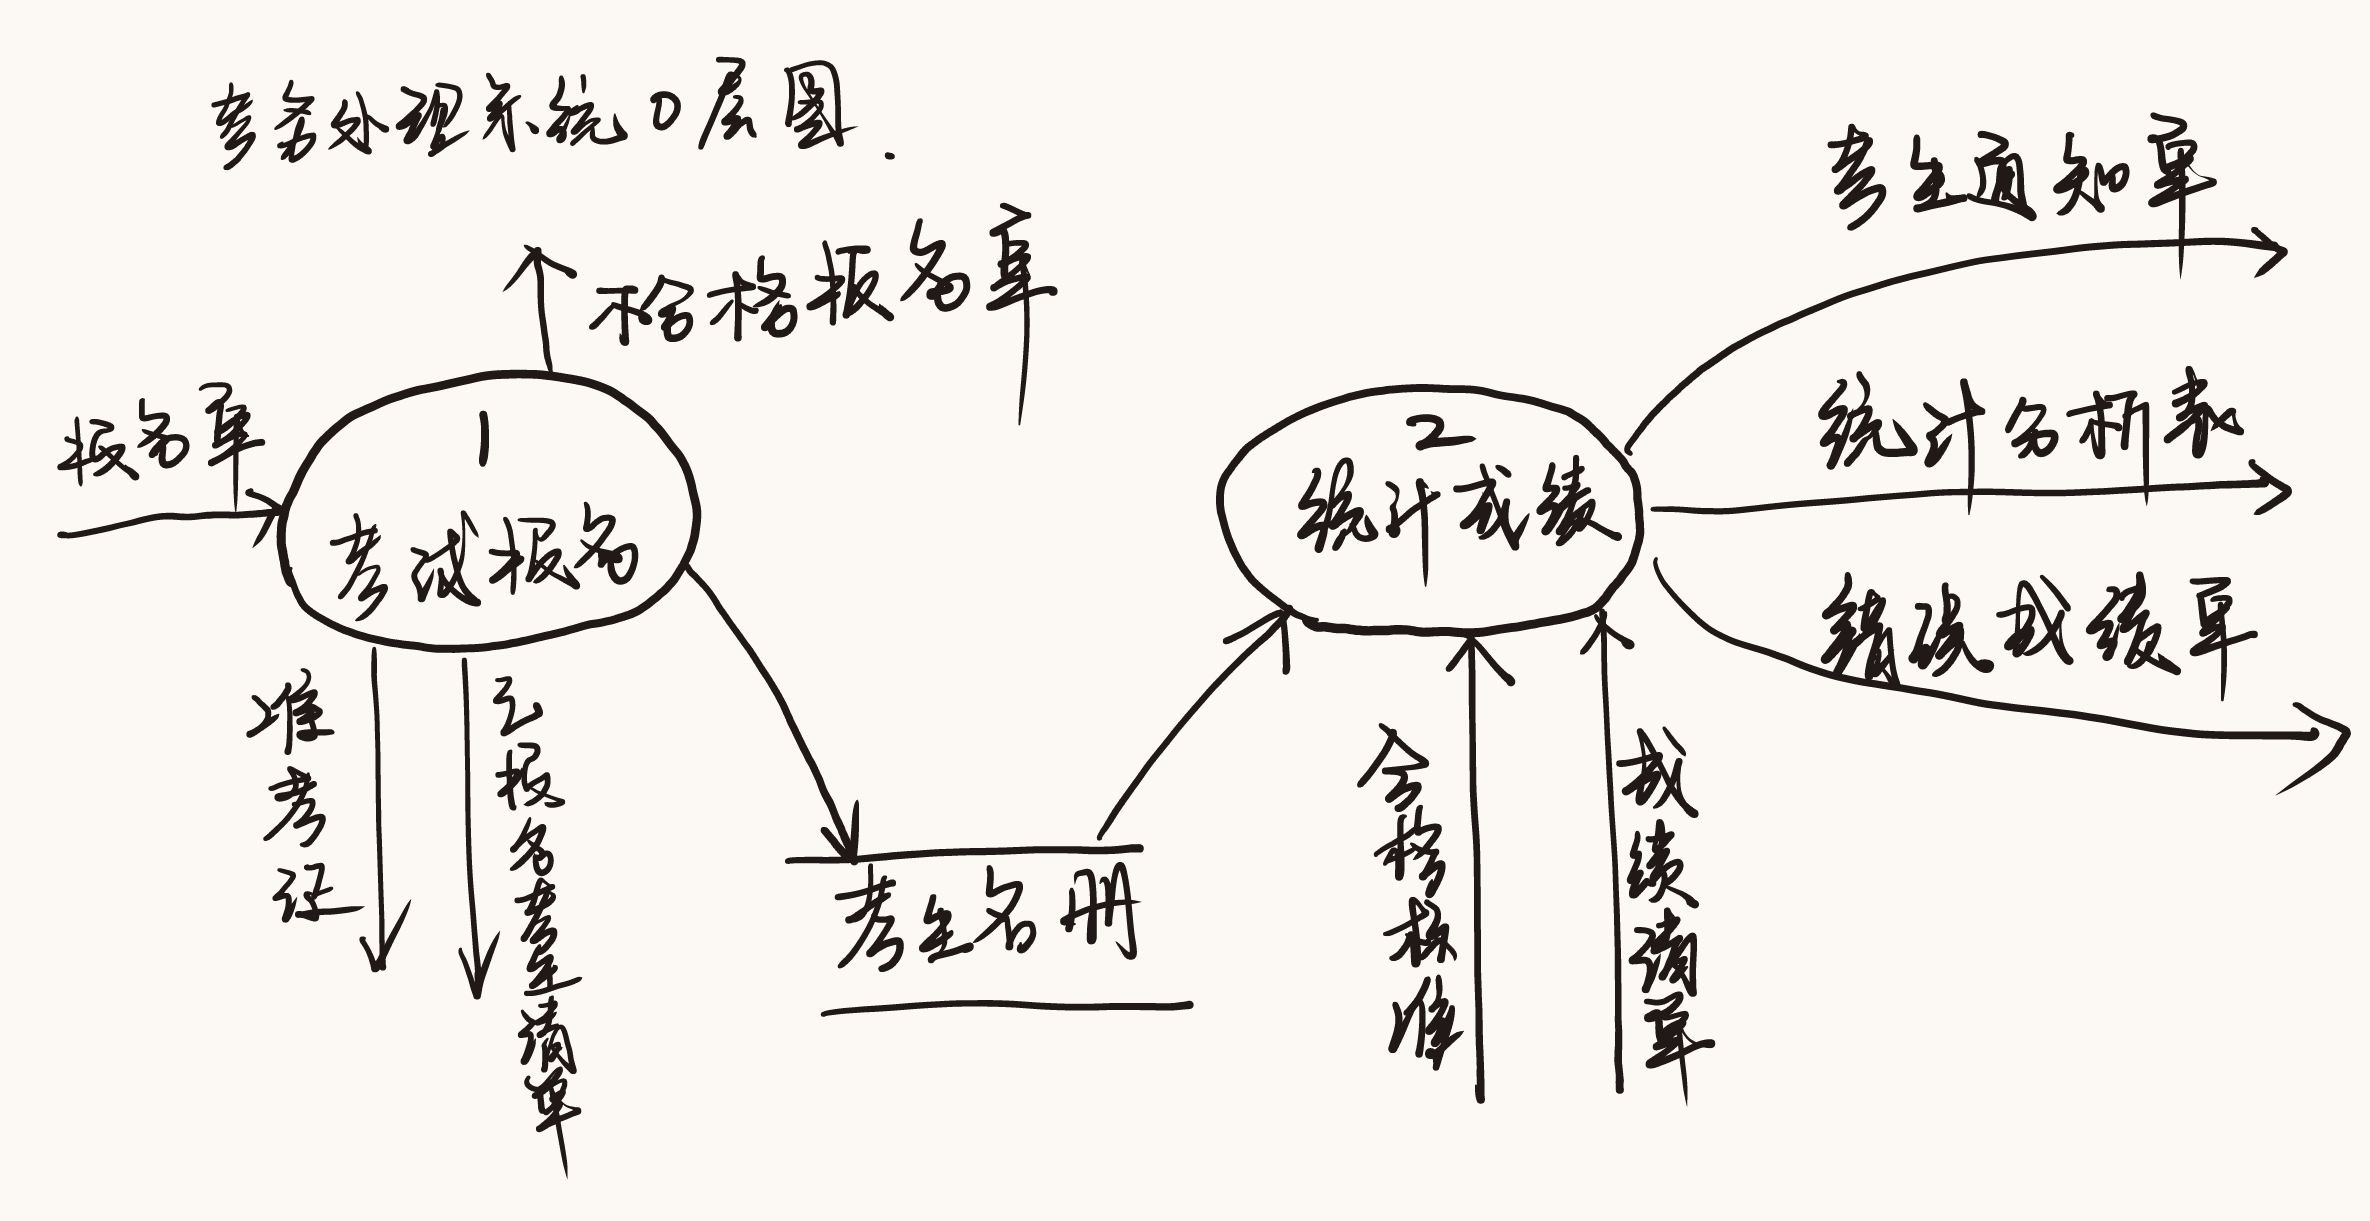 考务处理系统0层图.
不合格报名单
报名单
1
考试报名
准考证
已报名考生清单
考生名册
2
统计成绩
合格标准
成绩清单
考生通知单
统计分析表
错误成绩单